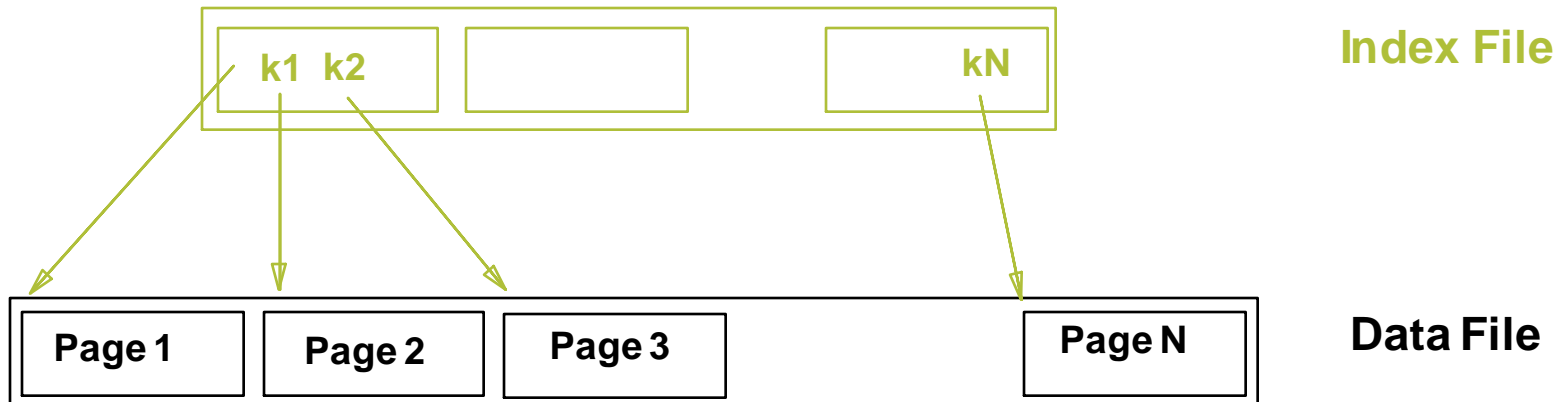 k1 k2 kN Index File
Page 1 Page 2 Page 3 Page N Data File